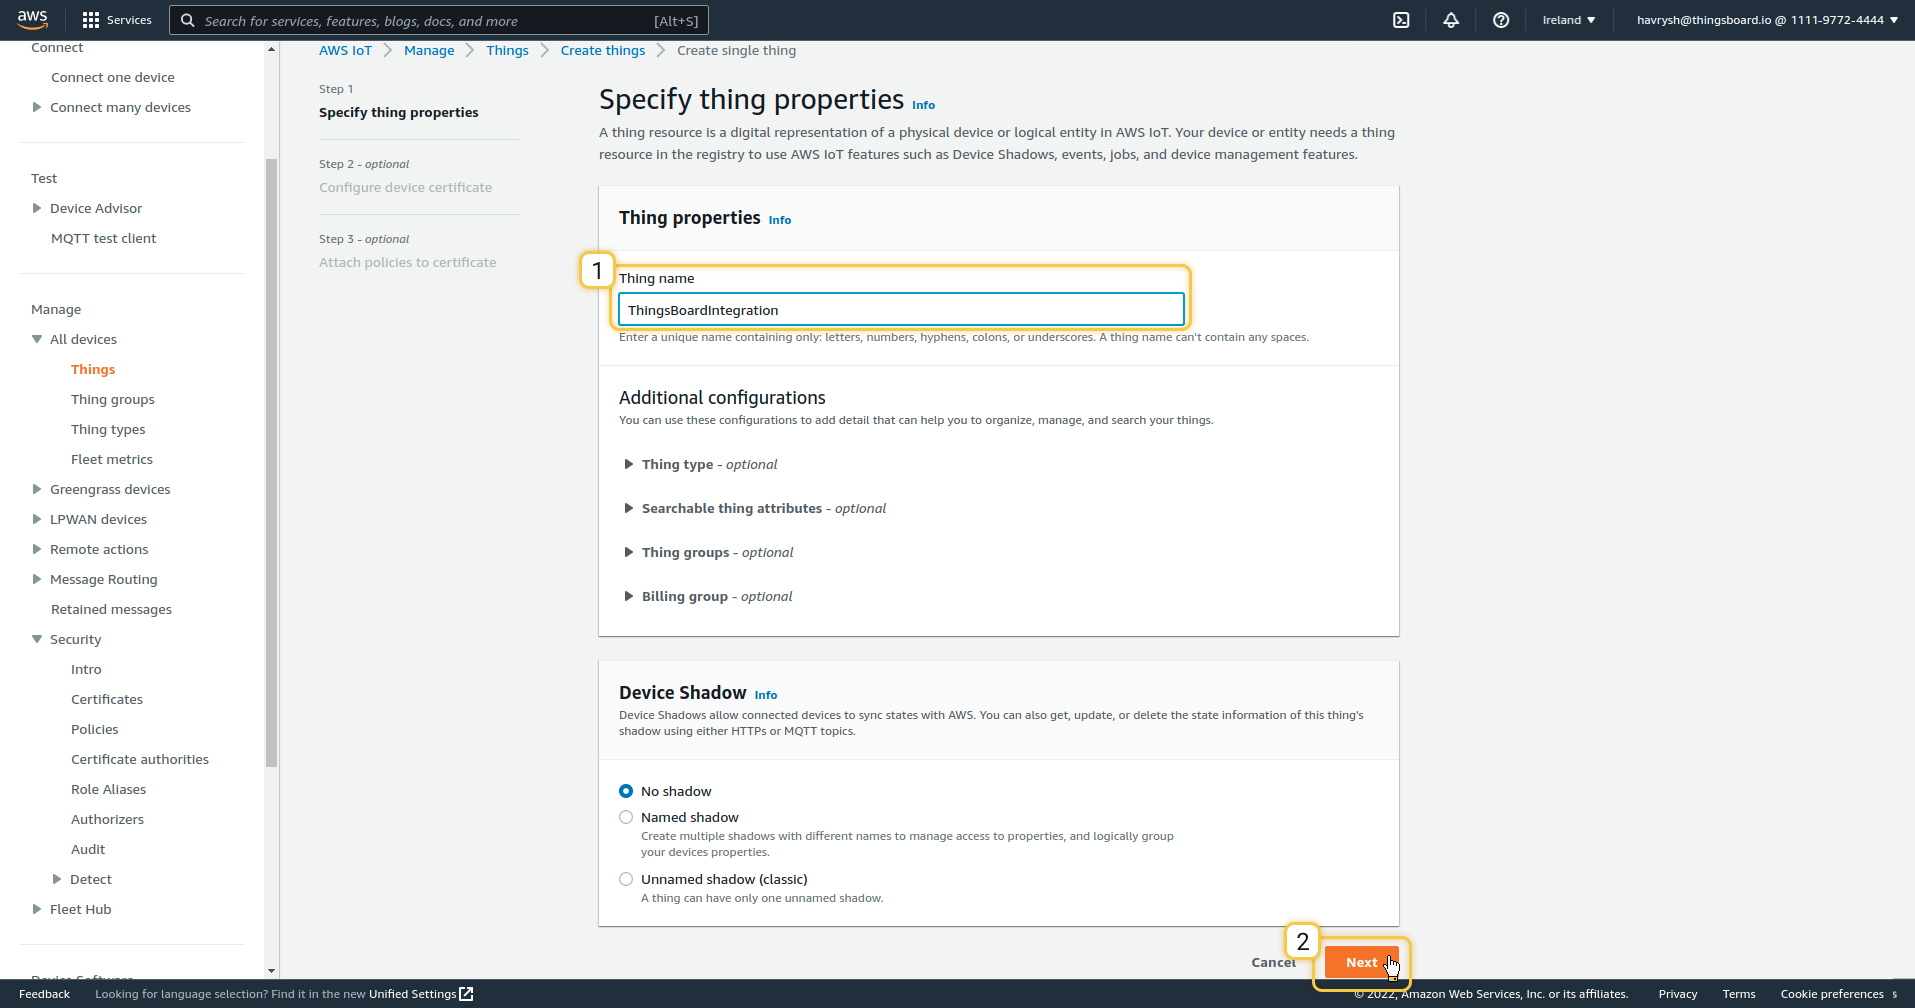 aws
Services
Search for services, features, blogs, docs, and more [Alt+S]
Ireland ▼
havrysh@thingsboard.io @ 1111-9772-4444 ▼
Connect
Connect one device
Connect many devices
Test
Device Advisor
MQTT test client
Manage
All devices
Things
Thing groups
Thing types
Fleet metrics
Greengrass devices
LPWAN devices
Remote actions
Message Routing
Retained messages
Security
Intro
Certificates
Policies
Certificate authorities
Role Aliases
Authorizers
Audit
Detect
Fleet Hub
Device Software
AWS IoT > Manage > Things > Create things > Create single thing
Step 1
Specify thing properties
Step 2 - optional
Configure device certificate
Step 3 - optional
Attach policies to certificate
Specify thing properties Info
A thing resource is a digital representation of a physical device or logical entity in AWS IoT. Your device or entity needs a thing
resource in the registry to use AWS IoT features such as Device Shadows, events, jobs, and device management features.
Thing properties Info
1
Thing name
ThingsBoardIntegration
Enter a unique name containing only: letters, numbers, hyphens, colons, or underscores. A thing name can't contain any spaces.
Additional configurations
You can use these configurations to add detail that can help you to organize, manage, and search your things.
Thing type - optional
Searchable thing attributes - optional
Thing groups - optional
Billing group - optional
Device Shadow Info
Device Shadows allow connected devices to sync states with AWS. You can also get, update, or delete the state information of this thing's
shadow using either HTTPs or MQTT topics.
No shadow
Named shadow
Create multiple shadows with different names to manage access to properties, and logically group
your devices properties.
Unnamed shadow (classic)
A thing can have only one unnamed shadow.
2
Cancel
Next
Feedback
Looking for language selection? Find it in the new Unified Settings
© 2022, Amazon Web Services, Inc. or its affiliates.
Privacy
Terms
Cookie preferences